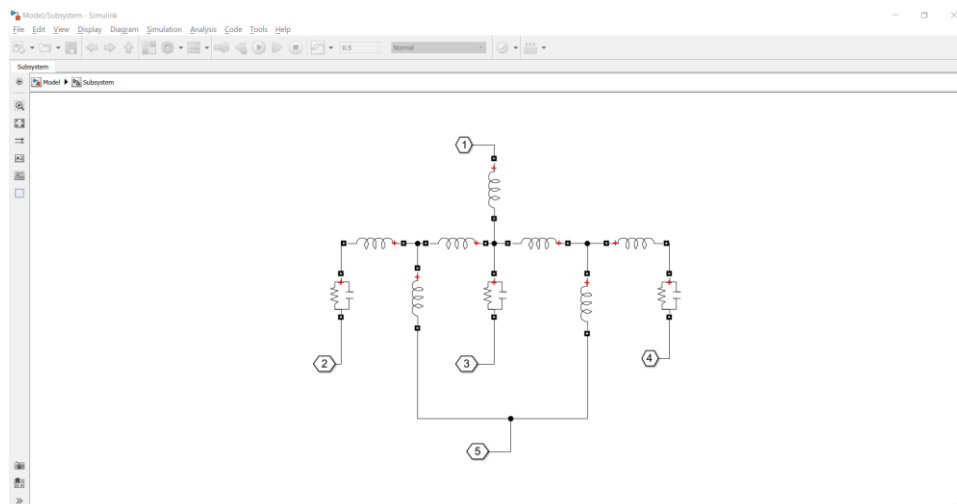 Model/Subsystem - Simulink
File Edit View Display Diagram Simulation Analysis Code Tools Help
0.5 Normal
Subsystem
Model Subsystem
1
2
3
4
5